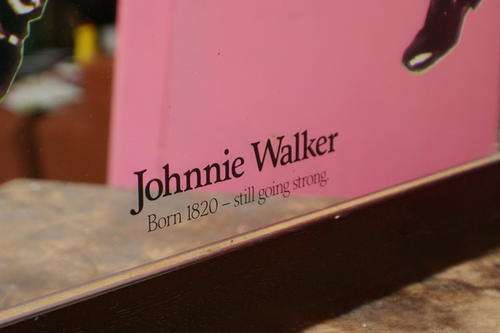 Johnnie Walker
Born 1820 – still going strong.